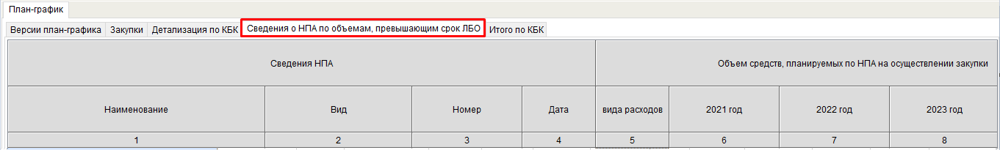 План-график
Версии план-графика Закупки Детализация по КБК Сведения о НПА по объемам, превышающим срок ЛБО Итого по КБК
Сведения НПА Объем средств, планируемых по НПА на осуществлении закупки
Наименование Вид Номер Дата вида расходов 2021 год 2022 год 2023 год
1 2 3 4 5 6 7 8